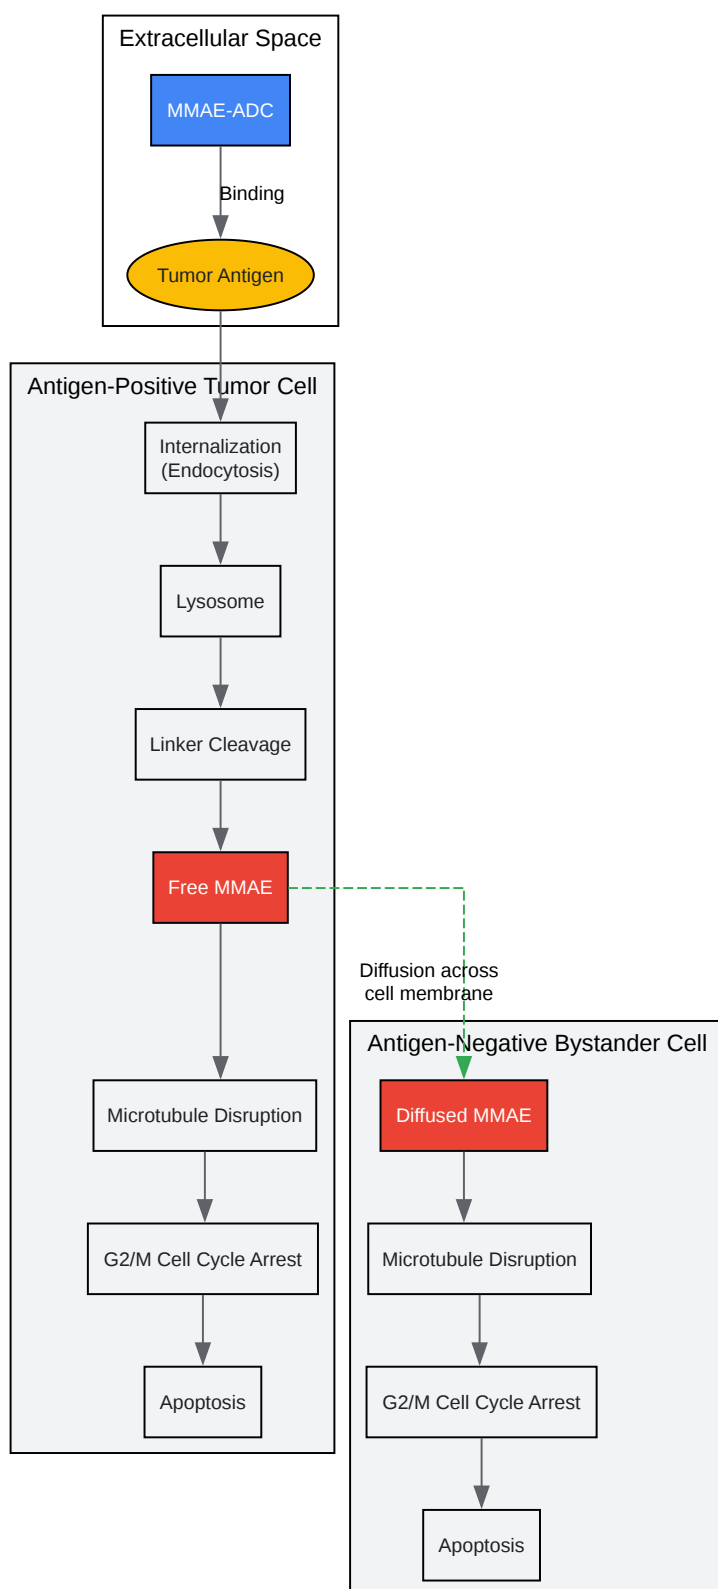 Extracellular Space
MMAE-ADC
Binding
Tumor Antigen
Antigen-Positive Tumor Cell
Internalization
(Endocytosis)
Lysosome
Linker Cleavage
Free MMAE
Diffusion across
cell membrane
Antigen-Negative Bystander Cell
Microtubule Disruption
Diffused MMAE
G2/M Cell Cycle Arrest
Microtubule Disruption
Apoptosis
G2/M Cell Cycle Arrest
Apoptosis